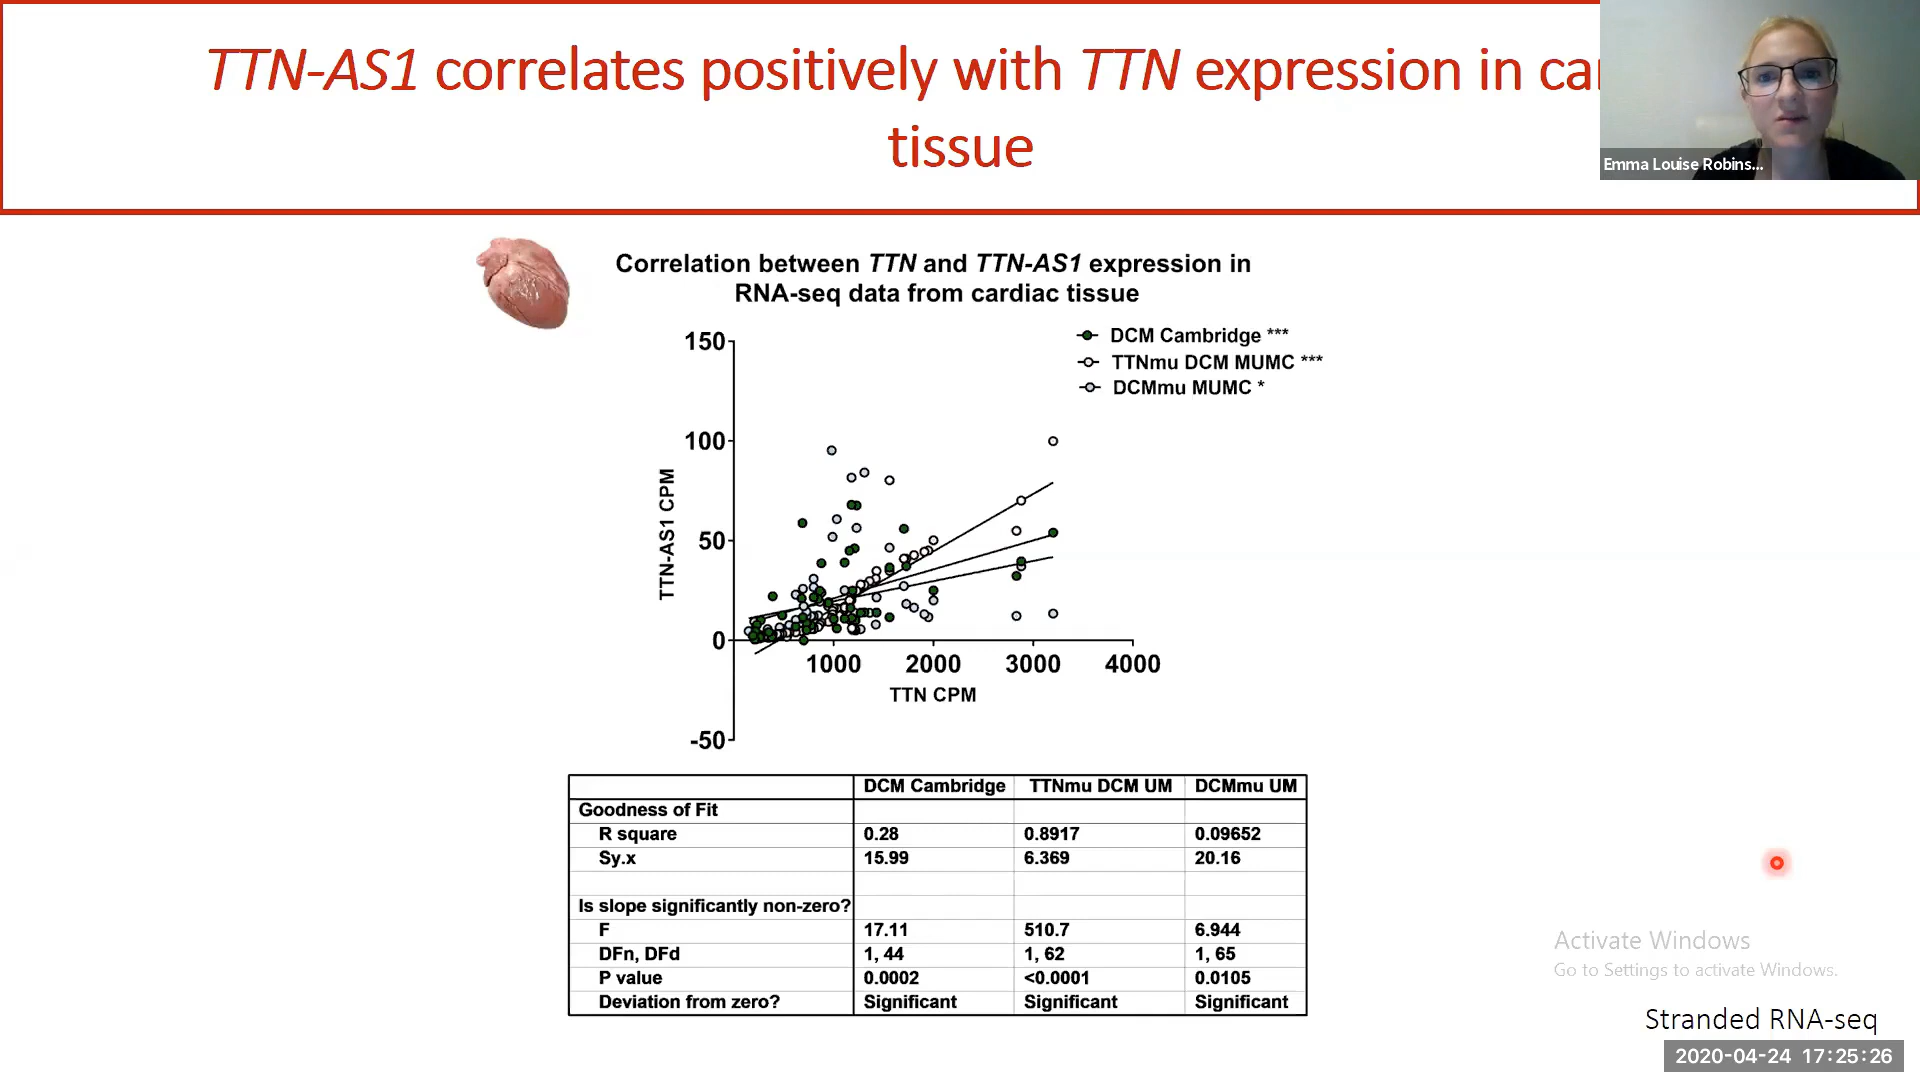 TTN-AS1 correlates positively with TTN expression in ca
tissue
Emma Louise Robins...
Correlation between TTN and TTN-AS1 expression in
RNA-seq data from cardiac tissue
DCM Cambridge ***
TTNmu DCM MUMC ***
DCMmu MUMC *
150
100
50
0
-50
TTN-AS1 CPM
1000 2000 3000 4000
TTN CPM
DCM Cambridge TTNmu DCM UM DCMmu UM
Goodness of Fit
R square 0.28 0.8917 0.09652
Sy.x 15.99 6.369 20.16
Is slope significantly non-zero?
F 17.11 510.7 6.944
DFn, DFd 1, 44 1, 62 1, 65
P value 0.0002 <0.0001 0.0105
Deviation from zero? Significant Significant Significant
Activate Windows
Go to Settings to activate Windows.
Stranded RNA-seq
2020-04-24 17:25:26